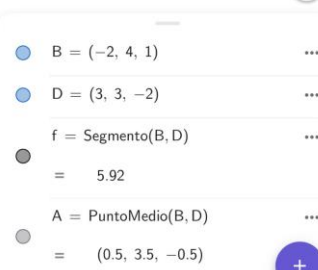 B = (−2, 4, 1)
D = (3, 3, −2)
f = Segmento(B, D)
= 5.92
A = PuntoMedio(B, D)
= (0.5, 3.5, −0.5)